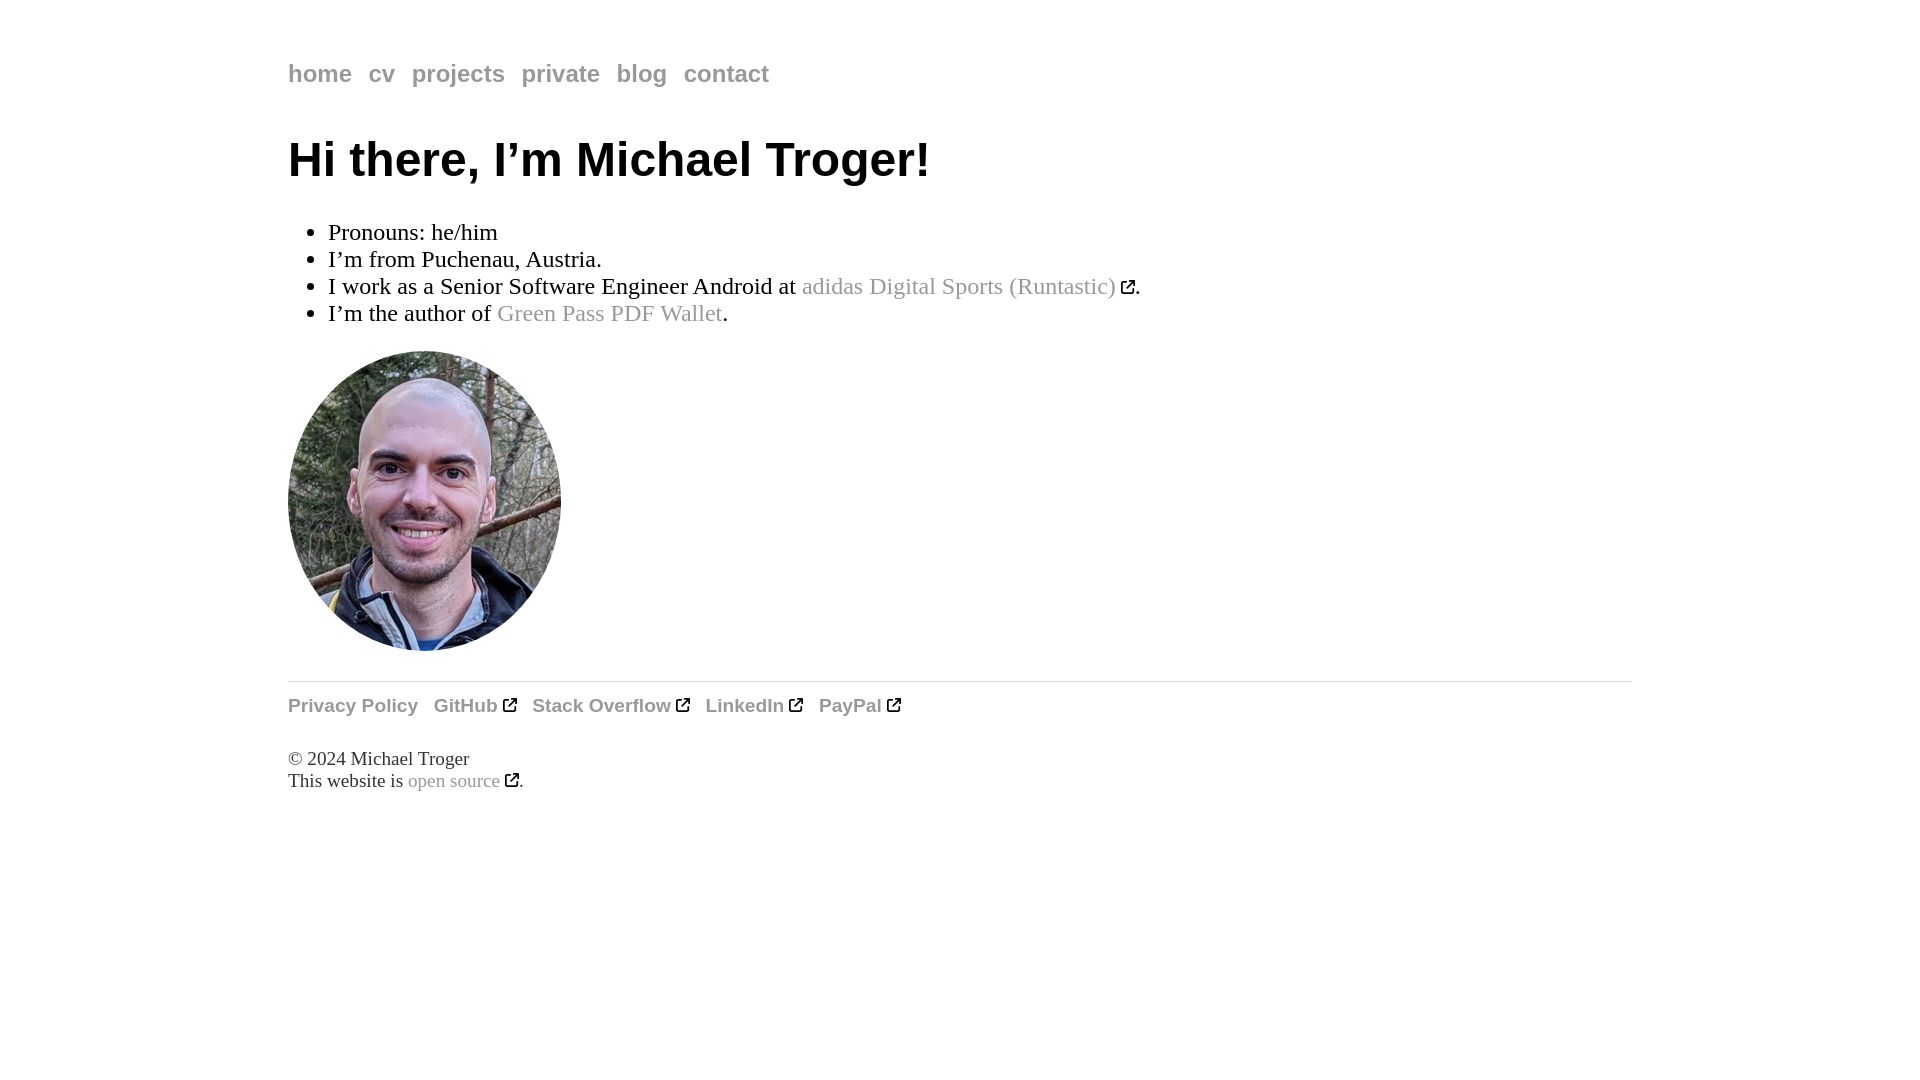 home cv projects private blog contact
Hi there, I’m Michael Troger!
Pronouns: he/him
I’m from Puchenau, Austria.
I work as a Senior Software Engineer Android at adidas Digital Sports (Runtastic).
I’m the author of Green Pass PDF Wallet.
Privacy Policy GitHub Stack Overflow LinkedIn PayPal
© 2024 Michael Troger
This website is open source.